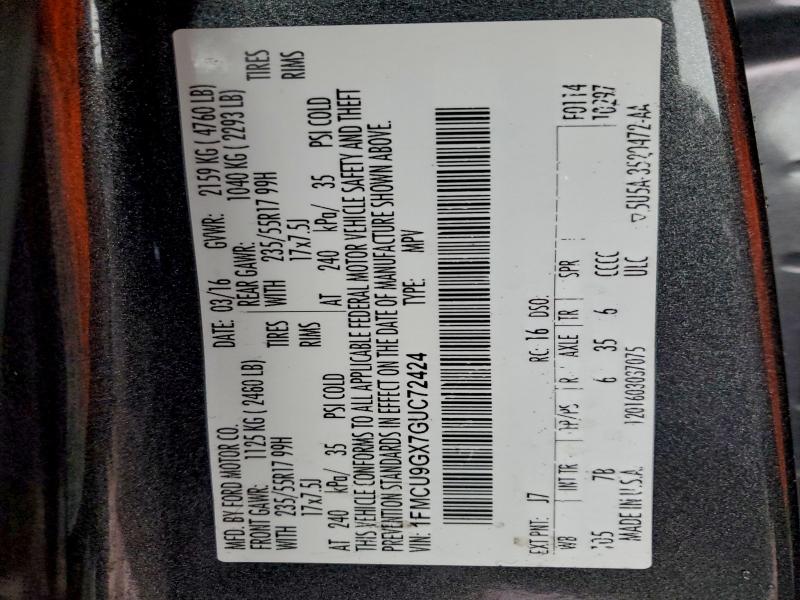 MFD. BY FORD MOTOR CO. DATE: 03/16 GVWR: 2159 KG ( 4760 LB)
FRONT GAWR: 1125 KG ( 2480 LB) REAR GAWR: 1040 KG ( 2293 LB)
WITH 235/55R17 99H TIRES WITH 235/55R17 99H TIRES
17x7.5J RIMS 17x7.5J RIMS
AT 240 kPa/ 35 PSI COLD AT 240 kPa/ 35 PSI COLD
THIS VEHICLE CONFORMS TO ALL APPLICABLE FEDERAL MOTOR VEHICLE SAFETY AND THEFT
PREVENTION STANDARDS IN EFFECT ON THE DATE OF MANUFACTURE SHOWN ABOVE.
VIN: 1FMCU9GX7GUC72424 TYPE: MPV
F0114
EXT PNT: J7 RC: 16 DSO: 10297
WB INT TR TP/PS R AXLE TR SPR
105 7B 6 35 6 CCCC
MADE IN U.S.A. 1201603037075 ULC
▽5U5A-3520472-AA